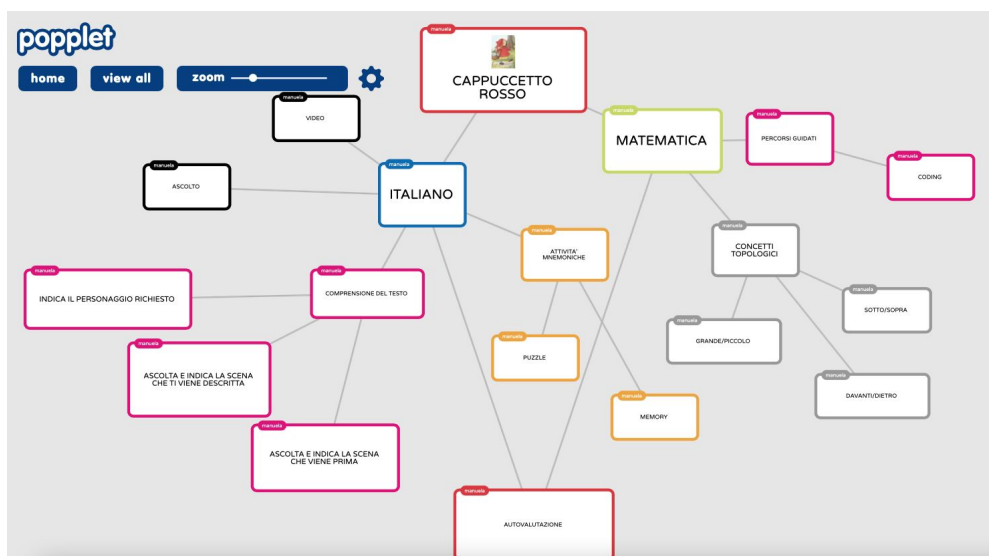 popplet
home
view all
zoom
manuela
CAPPUCCETTO
ROSSO
manuela
VIDEO
manuela
MATEMATICA
manuela
PERCORSI GUIDATI
manuela
CODING
manuela
ASCOLTO
manuela
ITALIANO
manuela
ATTIVITA'
MNEMONICHE
manuela
CONCETTI
TOPOLOGICI
manuela
INDICA IL PERSONAGGIO RICHIESTO
manuela
COMPRENSIONE DEL TESTO
manuela
SOTTO/SOPRA
manuela
GRANDE/PICCOLO
manuela
PUZZLE
manuela
ASCOLTA E INDICA LA SCENA
CHE TI VIENE DESCRITTA
manuela
DAVANTI/DIETRO
manuela
MEMORY
manuela
ASCOLTA E INDICA LA SCENA
CHE VIENE PRIMA
manuela
AUTOVALUTAZIONE